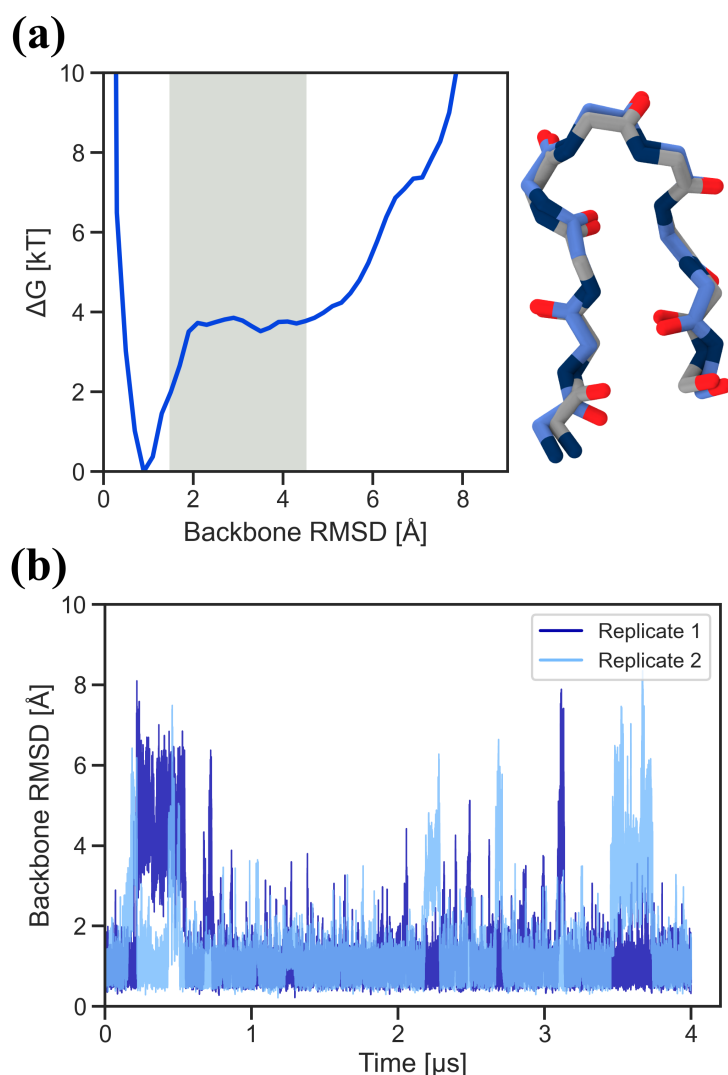 (a)
10
8
6
4
2
0
ΔG [kT]
0 2 4 6 8
Backbone RMSD [Å]
(b)
10
8
6
4
2
0
Backbone RMSD [Å]
Replicate 1
Replicate 2
0 1 2 3 4
Time [μs]